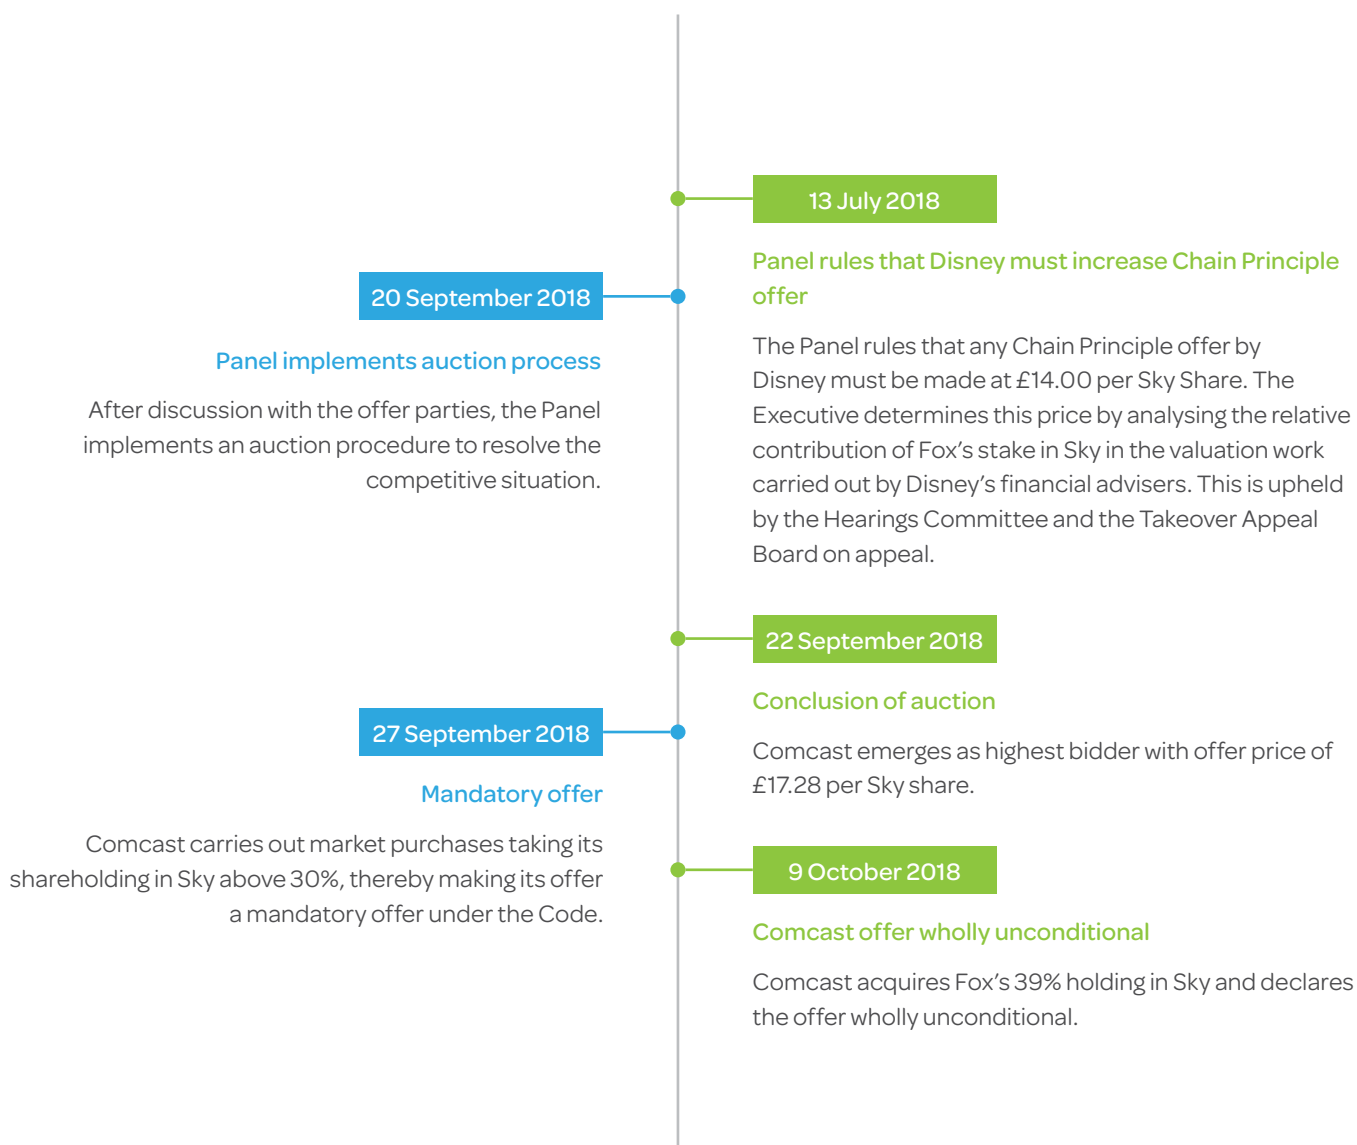 13 July 2018
Panel rules that Disney must increase Chain Principle
offer
The Panel rules that any Chain Principle offer by
Disney must be made at £14.00 per Sky Share. The
Executive determines this price by analysing the relative
contribution of Fox’s stake in Sky in the valuation work
carried out by Disney’s financial advisers. This is upheld
by the Hearings Committee and the Takeover Appeal
Board on appeal.
20 September 2018
Panel implements auction process
After discussion with the offer parties, the Panel
implements an auction procedure to resolve the
competitive situation.
22 September 2018
Conclusion of auction
Comcast emerges as highest bidder with offer price of
£17.28 per Sky share.
27 September 2018
Mandatory offer
Comcast carries out market purchases taking its
shareholding in Sky above 30%, thereby making its offer
a mandatory offer under the Code.
9 October 2018
Comcast offer wholly unconditional
Comcast acquires Fox’s 39% holding in Sky and declares
the offer wholly unconditional.